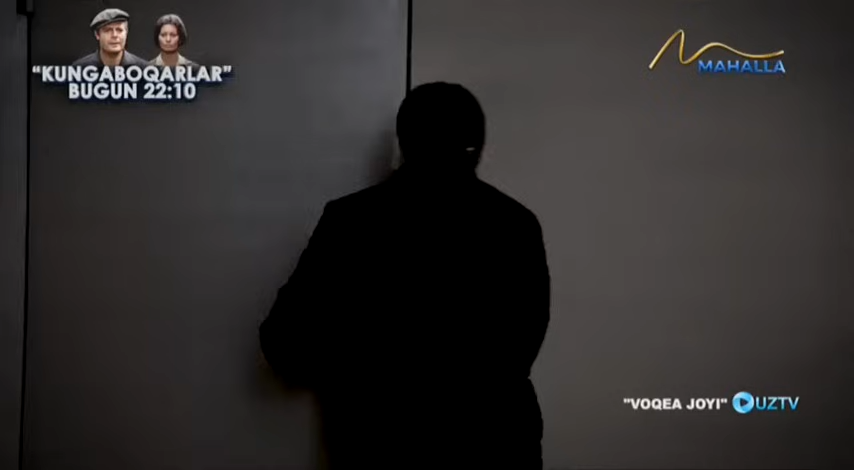 "KUNGABOQARLAR"
BUGUN 22:10
MAHALLA
"VOQEA JOYI" UZTV